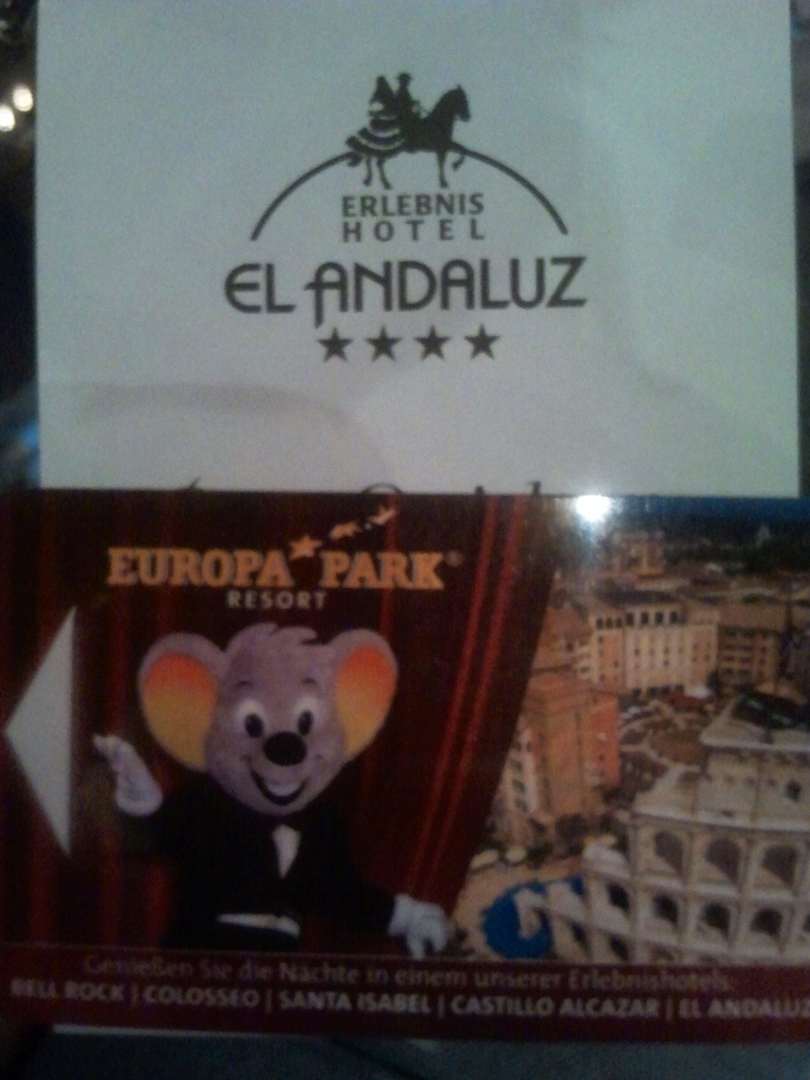 ERLEBNIS
HOTEL
EL ANDALUZ
EUROPA PARK®
RESORT
Genießen Sie die Nächte in einem unserer Erlebnishotels.
BELL ROCK | COLOSSEO | SANTA ISABEL | CASTILLO ALCAZAR | EL ANDALUZ